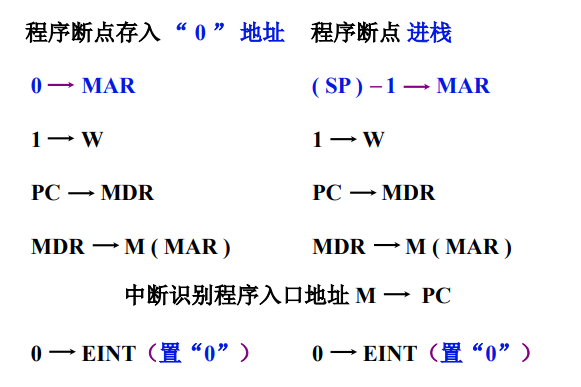 程序断点存入 “ 0 ” 地址 程序断点 进栈
0 → MAR ( SP ) – 1 → MAR
1 → W 1 → W
PC → MDR PC → MDR
MDR → M ( MAR ) MDR → M ( MAR )
中断识别程序入口地址 M → PC
0 → EINT（置“0”） 0 → EINT（置“0”）